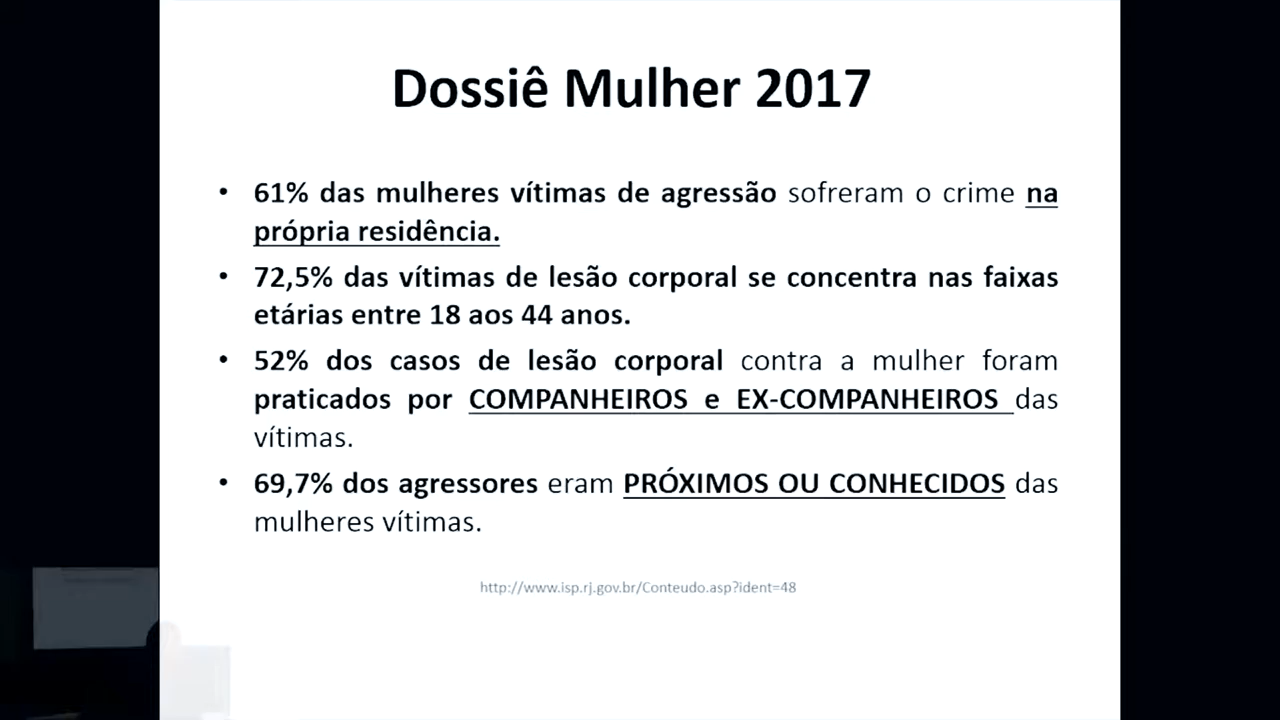 Dossiê Mulher 2017
• 61% das mulheres vítimas de agressão sofreram o crime na
própria residência.
• 72,5% das vítimas de lesão corporal se concentra nas faixas
etárias entre 18 aos 44 anos.
• 52% dos casos de lesão corporal contra a mulher foram
praticados por COMPANHEIROS e EX-COMPANHEIROS das
vítimas.
• 69,7% dos agressores eram PRÓXIMOS OU CONHECIDOS das
mulheres vítimas.
http://www.isp.rj.gov.br/Conteudo.asp?ident=48